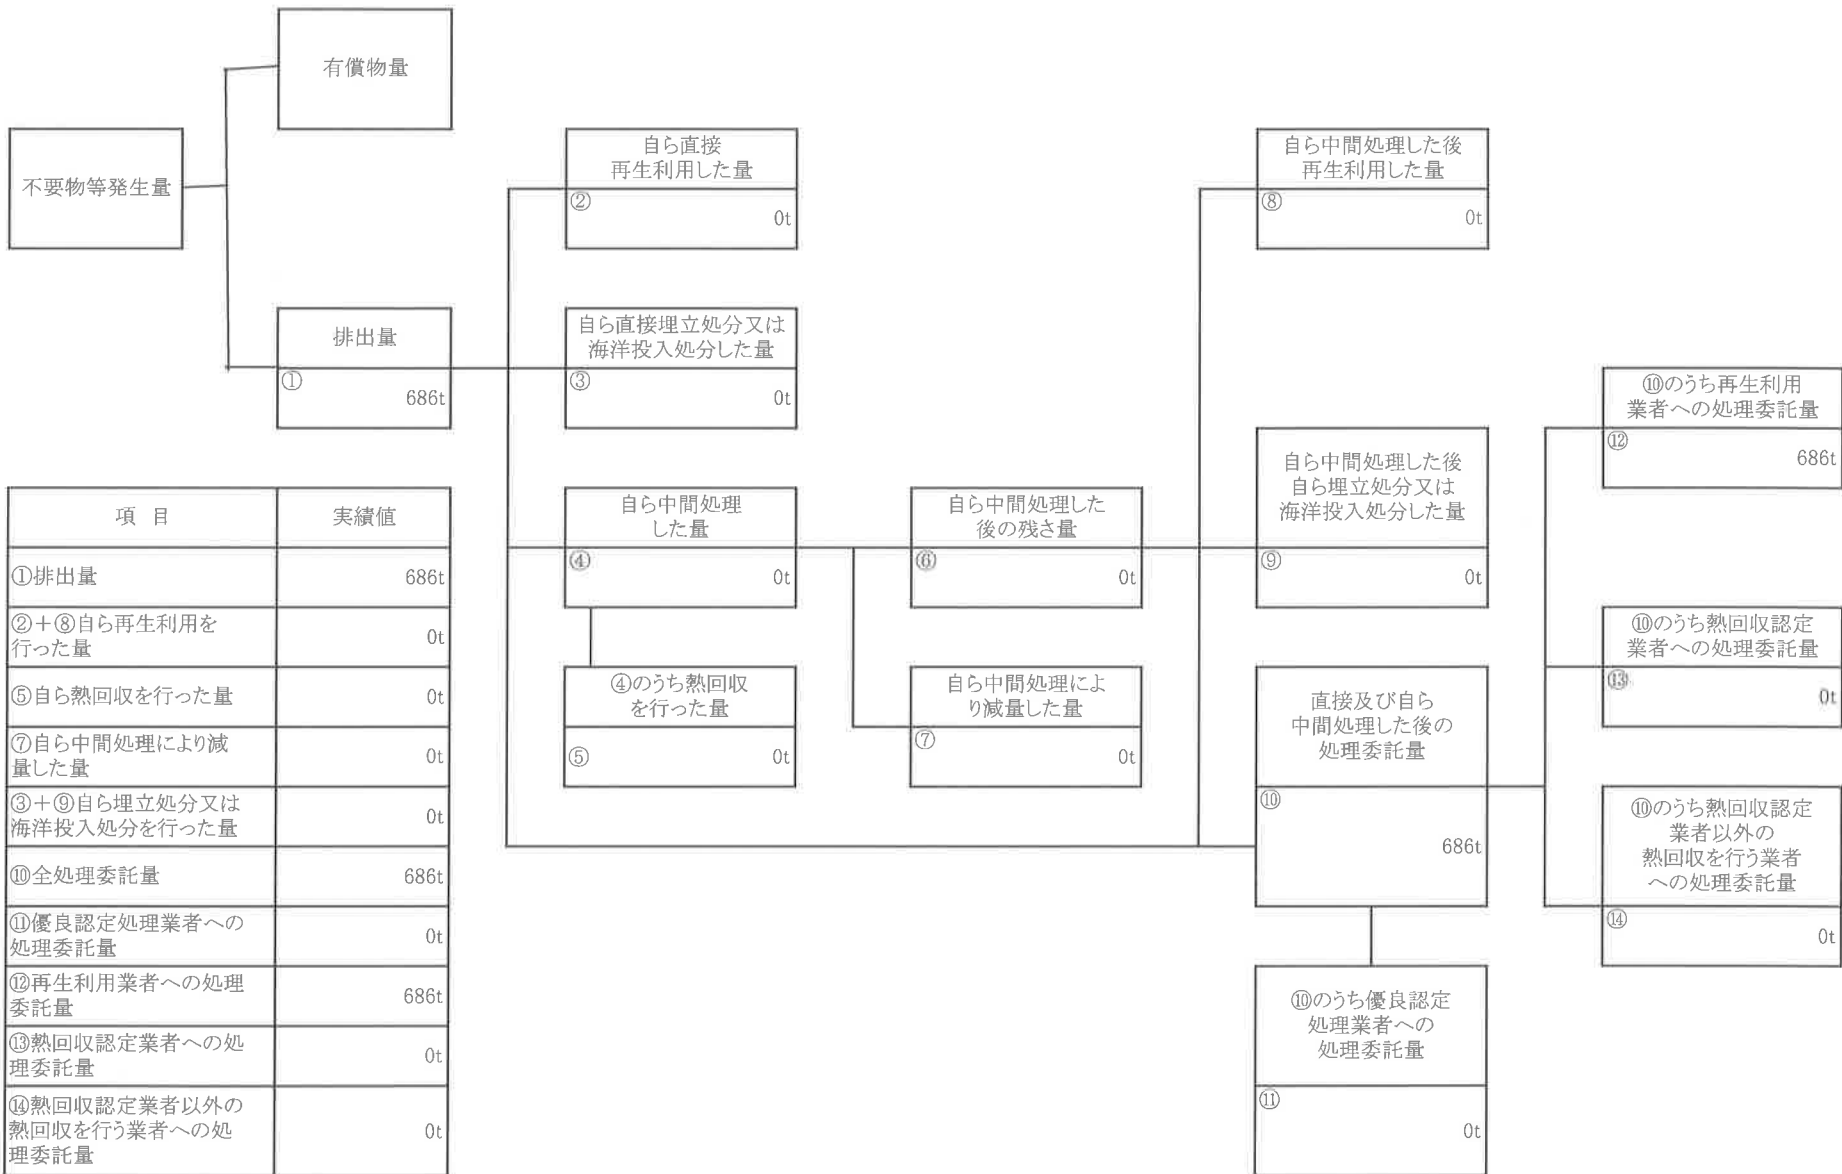 有償物量
不要物等発生量
自ら直接
再生利用した量
②
0t
自ら中間処理した後
再生利用した量
⑧
0t
排出量
①
686t
自ら直接埋立処分又は
海洋投入処分した量
③
0t
⑩のうち再生利用
業者への処理委託量
⑫
686t
自ら中間処理
した量
④
0t
自ら中間処理した
後の残さ量
⑥
0t
自ら中間処理した後
自ら埋立処分又は
海洋投入処分した量
⑨
0t
⑩のうち熱回収認定
業者への処理委託量
⑬
0t
④のうち熱回収
を行った量
⑤
0t
自ら中間処理によ
り減量した量
⑦
0t
直接及び自ら
中間処理した後の
処理委託量
⑩
686t
⑩のうち熱回収認定
業者以外の
熱回収を行う業者
への処理委託量
⑭
0t
⑩のうち優良認定
処理業者への
処理委託量
⑪
0t
項 目
実績値
①排出量
686t
②+⑧自ら再生利用を
行った量
0t
⑤自ら熱回収を行った量
0t
⑦自ら中間処理により減
量した量
0t
③+⑨自ら埋立処分又は
海洋投入処分を行った量
0t
⑩全処理委託量
686t
⑪優良認定処理業者への
処理委託量
0t
⑫再生利用業者への処理
委託量
686t
⑬熱回収認定業者への処
理委託量
0t
⑭熱回収認定業者以外の
熱回収を行う業者への処
理委託量
0t